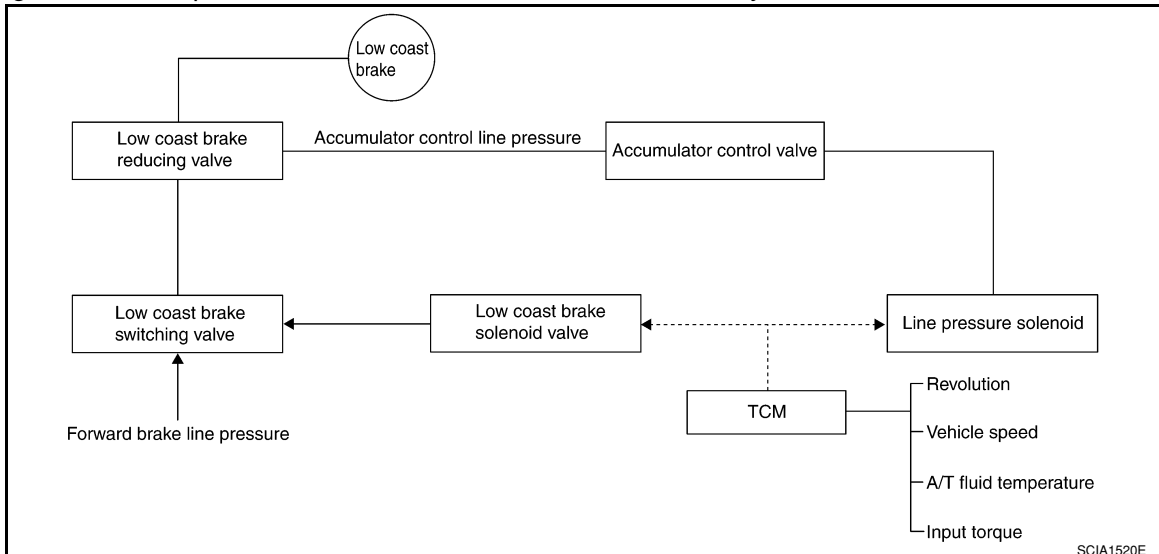 Low coast
brake
Low coast brake
reducing valve
Accumulator control line pressure
Accumulator control valve
Low coast brake
switching valve
Low coast brake
solenoid valve
Line pressure solenoid
Forward brake line pressure
TCM
Revolution
Vehicle speed
A/T fluid temperature
Input torque
SCIA1520E